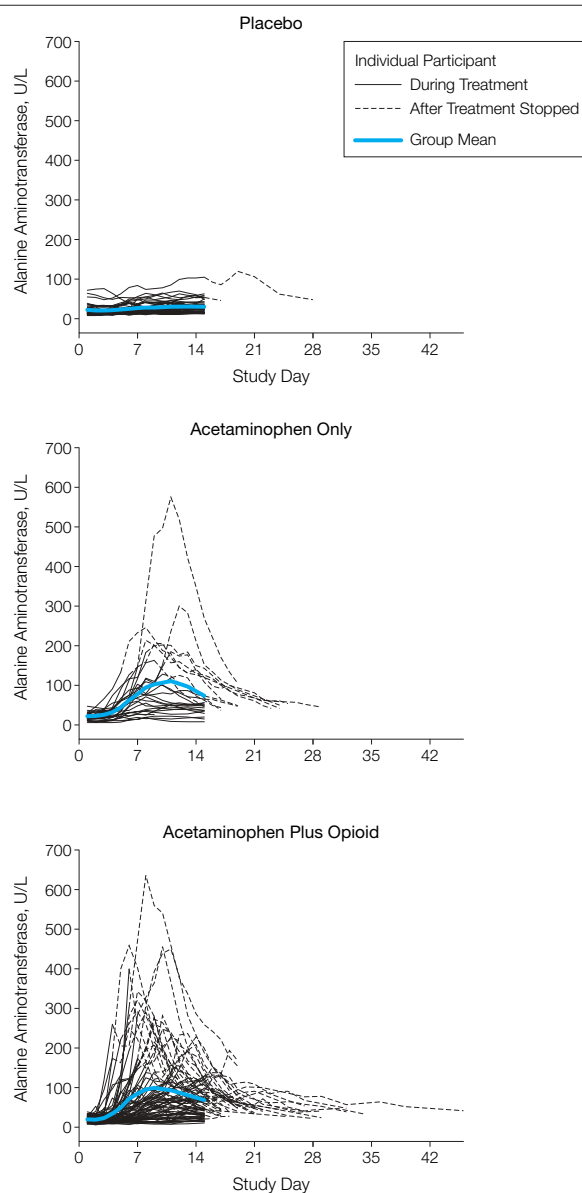 Placebo
700
600
500
400
300
200
100
0
Alanine Aminotransferase, U/L
Individual Participant
During Treatment
After Treatment Stopped
Group Mean
0 7 14 21 28 35 42
Study Day
Acetaminophen Only
700
600
500
400
300
200
100
0
Alanine Aminotransferase, U/L
0 7 14 21 28 35 42
Study Day
Acetaminophen Plus Opioid
700
600
500
400
300
200
100
0
Alanine Aminotransferase, U/L
0 7 14 21 28 35 42
Study Day